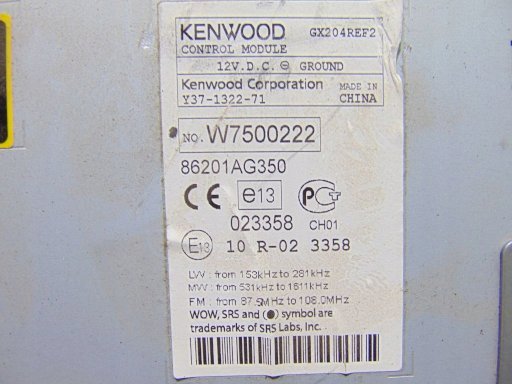 KENWOOD GX204REF2
CONTROL MODULE
12V.D.C. ⊖ GROUND
Kenwood Corporation MADE IN
Y37-1322-71 CHINA
NO. W7500222
86201AG350
CE e13 PCT
023358 CH01
E13 10 R-02 3358
LW : from 153kHz to 281kHz
MW : from 531kHz to 1611kHz
FM : from 87.5MHz to 108.0MHz
WOW, SRS and (●) symbol are
trademarks of SRS Labs, Inc.